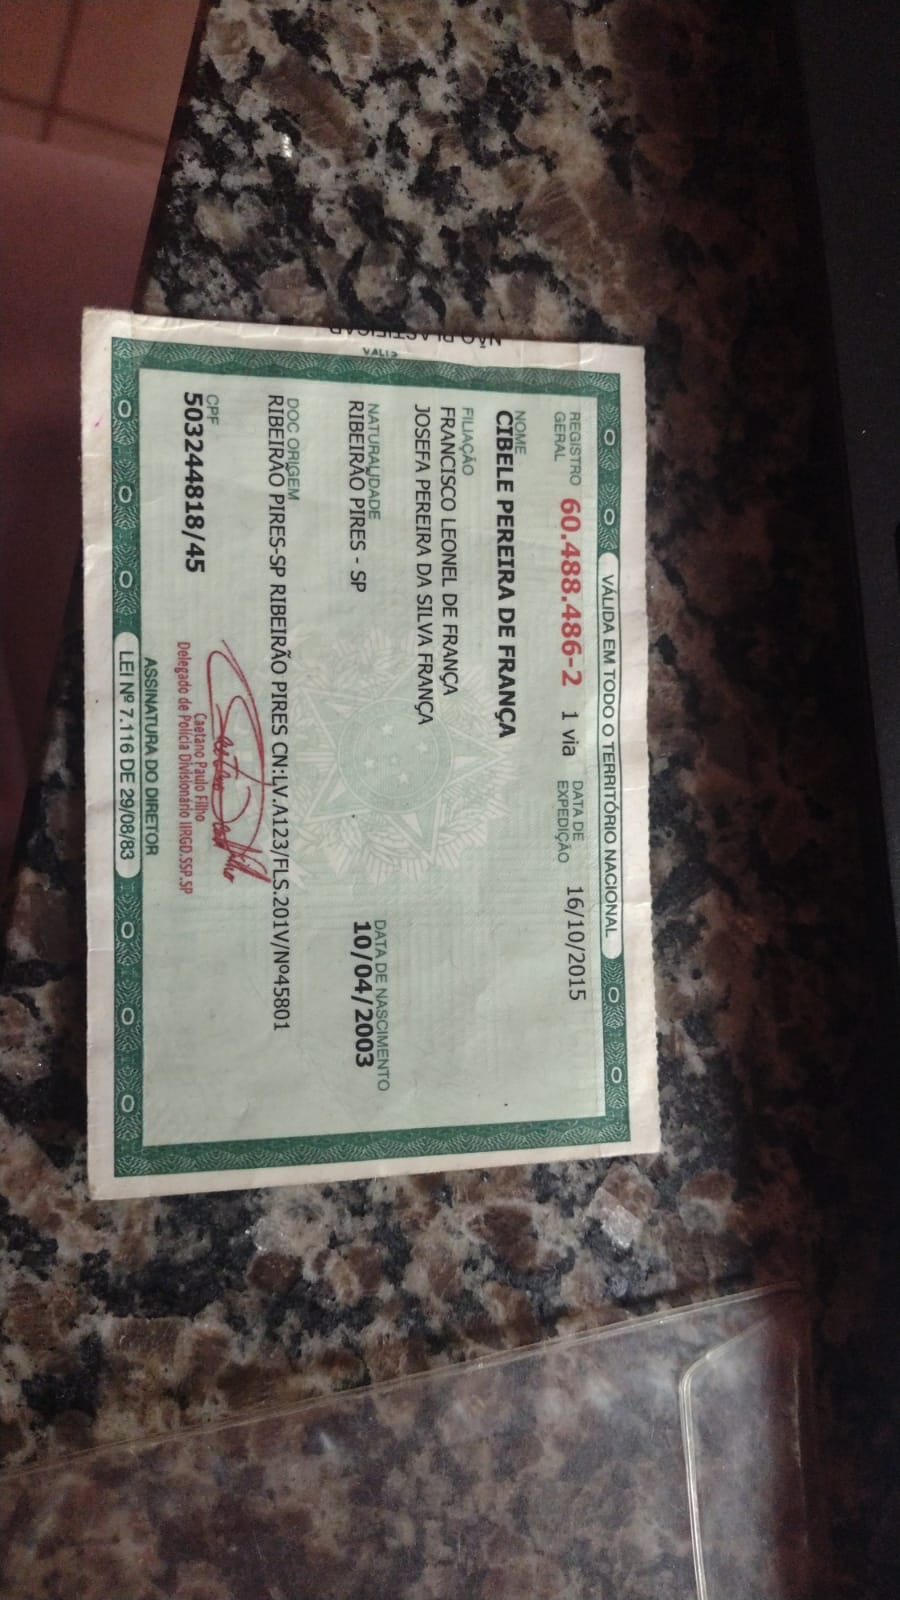 NÃO PLASTIFICAR
VÁLIDA EM TODO O TERRITÓRIO NACIONAL
REGISTRO GERAL 60.488.486-2 1 via DATA DE EXPEDIÇÃO 16/10/2015
NOME
CIBELE PEREIRA DE FRANÇA
FILIAÇÃO
FRANCISCO LEONEL DE FRANÇA
JOSEFA PEREIRA DA SILVA FRANÇA
NATURALIDADE DATA DE NASCIMENTO
RIBEIRÃO PIRES - SP 10/04/2003
DOC ORIGEM
RIBEIRÃO PIRES-SP RIBEIRÃO PIRES CN:LV.A123/FLS.201V/Nº45801
CPF
503244818/45
Caetano Paulo Filho
Delegado de Polícia Divisionário IIRGD.SSP.SP
ASSINATURA DO DIRETOR
LEI Nº 7.116 DE 29/08/83